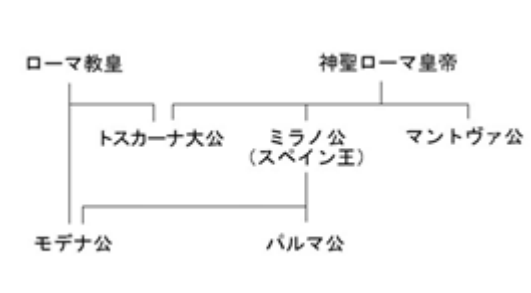 ローマ教皇
神聖ローマ皇帝
トスカーナ大公
ミラノ公
（スペイン王）
マントヴァ公
モデナ公
パルマ公